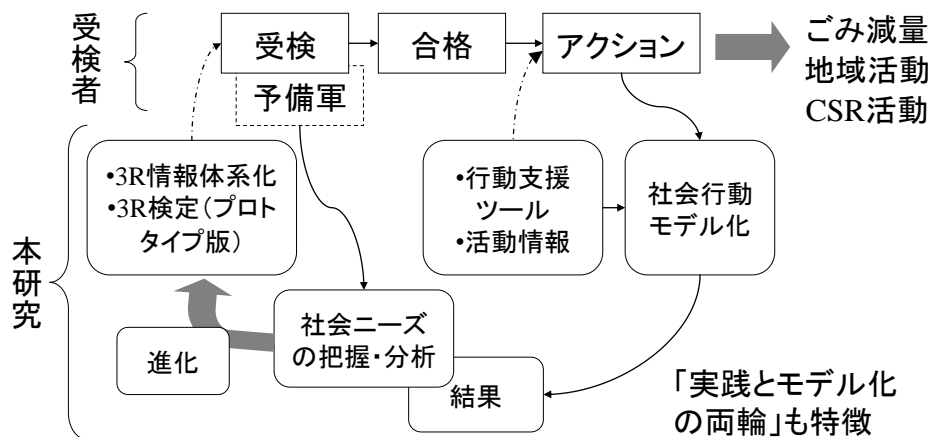 受検者
受検
合格
アクション
ごみ減量
地域活動
CSR活動
予備軍
本研究
•3R情報体系化
•3R検定(プロト
タイプ版)
•行動支援
ツール
•活動情報
社会行動
モデル化
社会ニーズ
の把握・分析
進化
結果
「実践とモデル化
の両輪」も特徴